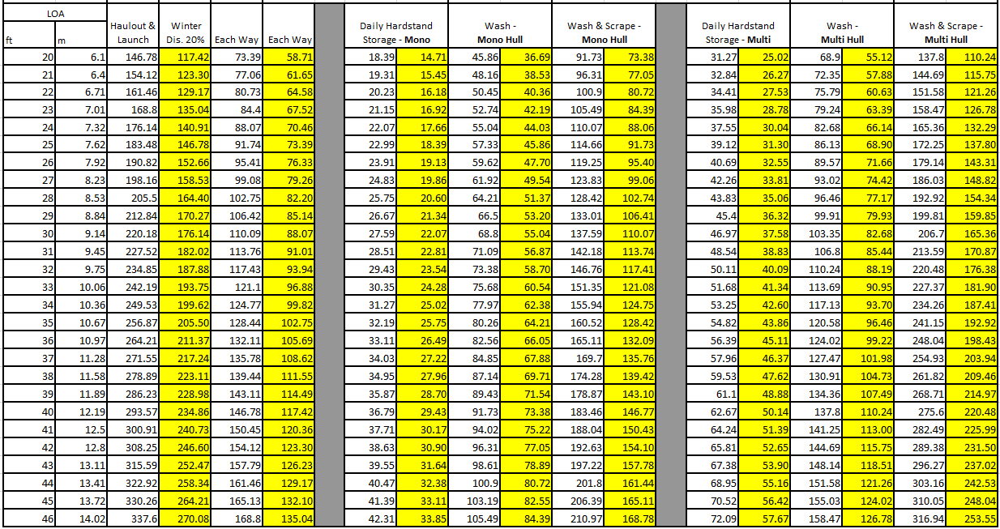 LOA
Haulout & Launch Winter Dis. 20% Each Way Each Way Daily Hardstand Storage - Mono Wash - Mono Hull Wash & Scrape - Mono Hull Daily Hardstand Storage - Multi Wash - Multi Hull Wash & Scrape - Multi Hull
ft m
20 6.1 146.78 117.42 73.39 58.71 18.39 14.71 45.86 36.69 91.73 73.38 31.27 25.02 68.9 55.12 137.8 110.24
21 6.4 154.12 123.30 77.06 61.65 19.31 15.45 48.16 38.53 96.31 77.05 32.84 26.27 72.35 57.88 144.69 115.75
22 6.71 161.46 129.17 80.73 64.58 20.23 16.18 50.45 40.36 100.9 80.72 34.41 27.53 75.79 60.63 151.58 121.26
23 7.01 168.8 135.04 84.4 67.52 21.15 16.92 52.74 42.19 105.49 84.39 35.98 28.78 79.24 63.39 158.47 126.78
24 7.32 176.14 140.91 88.07 70.46 22.07 17.66 55.04 44.03 110.07 88.06 37.55 30.04 82.68 66.14 165.36 132.29
25 7.62 183.48 146.78 91.74 73.39 22.99 18.39 57.33 45.86 114.66 91.73 39.12 31.30 86.13 68.90 172.25 137.80
26 7.92 190.82 152.66 95.41 76.33 23.91 19.13 59.62 47.70 119.25 95.40 40.69 32.55 89.57 71.66 179.14 143.31
27 8.23 198.16 158.53 99.08 79.26 24.83 19.86 61.92 49.54 123.83 99.06 42.26 33.81 93.02 74.42 186.03 148.82
28 8.53 205.5 164.40 102.75 82.20 25.75 20.60 64.21 51.37 128.42 102.74 43.83 35.06 96.46 77.17 192.92 154.34
29 8.84 212.84 170.27 106.42 85.14 26.67 21.34 66.5 53.20 133.01 106.41 45.4 36.32 99.91 79.93 199.81 159.85
30 9.14 220.18 176.14 110.09 88.07 27.59 22.07 68.8 55.04 137.59 110.07 46.97 37.58 103.35 82.68 206.7 165.36
31 9.45 227.52 182.02 113.76 91.01 28.51 22.81 71.09 56.87 142.18 113.74 48.54 38.83 106.8 85.44 213.59 170.87
32 9.75 234.85 187.88 117.43 93.94 29.43 23.54 73.38 58.70 146.76 117.41 50.11 40.09 110.24 88.19 220.48 176.38
33 10.06 242.19 193.75 121.1 96.88 30.35 24.28 75.68 60.54 151.35 121.08 51.68 41.34 113.69 90.95 227.37 181.90
34 10.36 249.53 199.62 124.77 99.82 31.27 25.02 77.97 62.38 155.94 124.75 53.25 42.60 117.13 93.70 234.26 187.41
35 10.67 256.87 205.50 128.44 102.75 32.19 25.75 80.26 64.21 160.52 128.42 54.82 43.86 120.58 96.46 241.15 192.92
36 10.97 264.21 211.37 132.11 105.69 33.11 26.49 82.56 66.05 165.11 132.09 56.39 45.11 124.02 99.22 248.04 198.43
37 11.28 271.55 217.24 135.78 108.62 34.03 27.22 84.85 67.88 169.7 135.76 57.96 46.37 127.47 101.98 254.93 203.94
38 11.58 278.89 223.11 139.44 111.55 34.95 27.96 87.14 69.71 174.28 139.42 59.53 47.62 130.91 104.73 261.82 209.46
39 11.89 286.23 228.98 143.11 114.49 35.87 28.70 89.43 71.54 178.87 143.10 61.1 48.88 134.36 107.49 268.71 214.97
40 12.19 293.57 234.86 146.78 117.42 36.79 29.43 91.73 73.38 183.46 146.77 62.67 50.14 137.8 110.24 275.6 220.48
41 12.5 300.91 240.73 150.45 120.36 37.71 30.17 94.02 75.22 188.04 150.43 64.24 51.39 141.25 113.00 282.49 225.99
42 12.8 308.25 246.60 154.12 123.30 38.63 30.90 96.31 77.05 192.63 154.10 65.81 52.65 144.69 115.75 289.38 231.50
43 13.11 315.59 252.47 157.79 126.23 39.55 31.64 98.61 78.89 197.22 157.78 67.38 53.90 148.14 118.51 296.27 237.02
44 13.41 322.92 258.34 161.46 129.17 40.47 32.38 100.9 80.72 201.8 161.44 68.95 55.16 151.58 121.26 303.16 242.53
45 13.72 330.26 264.21 165.13 132.10 41.39 33.11 103.19 82.55 206.39 165.11 70.52 56.42 155.03 124.02 310.05 248.04
46 14.02 337.6 270.08 168.8 135.04 42.31 33.85 105.49 84.39 210.97 168.78 72.09 57.67 158.47 126.78 316.94 253.55